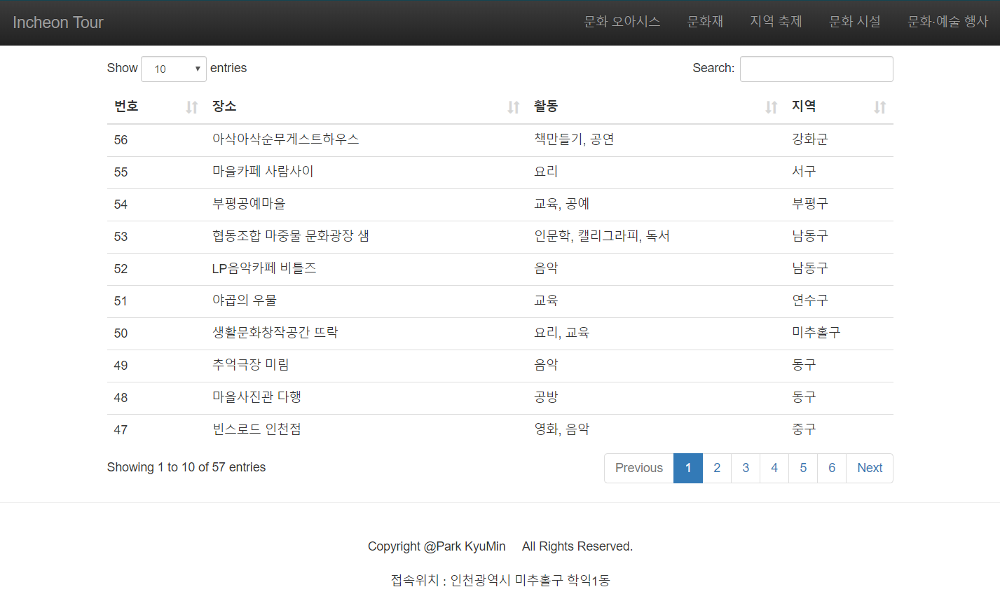 Incheon Tour 문화 오아시스 문화재 지역 축제 문화 시설 문화·예술 행사
Show 10 entries Search:
번호 장소 활동 지역
56 아삭아삭순무게스트하우스 책만들기, 공연 강화군
55 마을카페 사람사이 요리 서구
54 부평공예마을 교육, 공예 부평구
53 협동조합 마중물 문화광장 샘 인문학, 캘리그라피, 독서 남동구
52 LP음악카페 비틀즈 음악 남동구
51 야곱의 우물 교육 연수구
50 생활문화창작공간 뜨락 요리, 교육 미추홀구
49 추억극장 미림 음악 동구
48 마을사진관 다행 공방 동구
47 빈스로드 인천점 영화, 음악 중구
Showing 1 to 10 of 57 entries Previous 1 2 3 4 5 6 Next
Copyright @Park KyuMin All Rights Reserved.
접속위치 : 인천광역시 미추홀구 학익1동